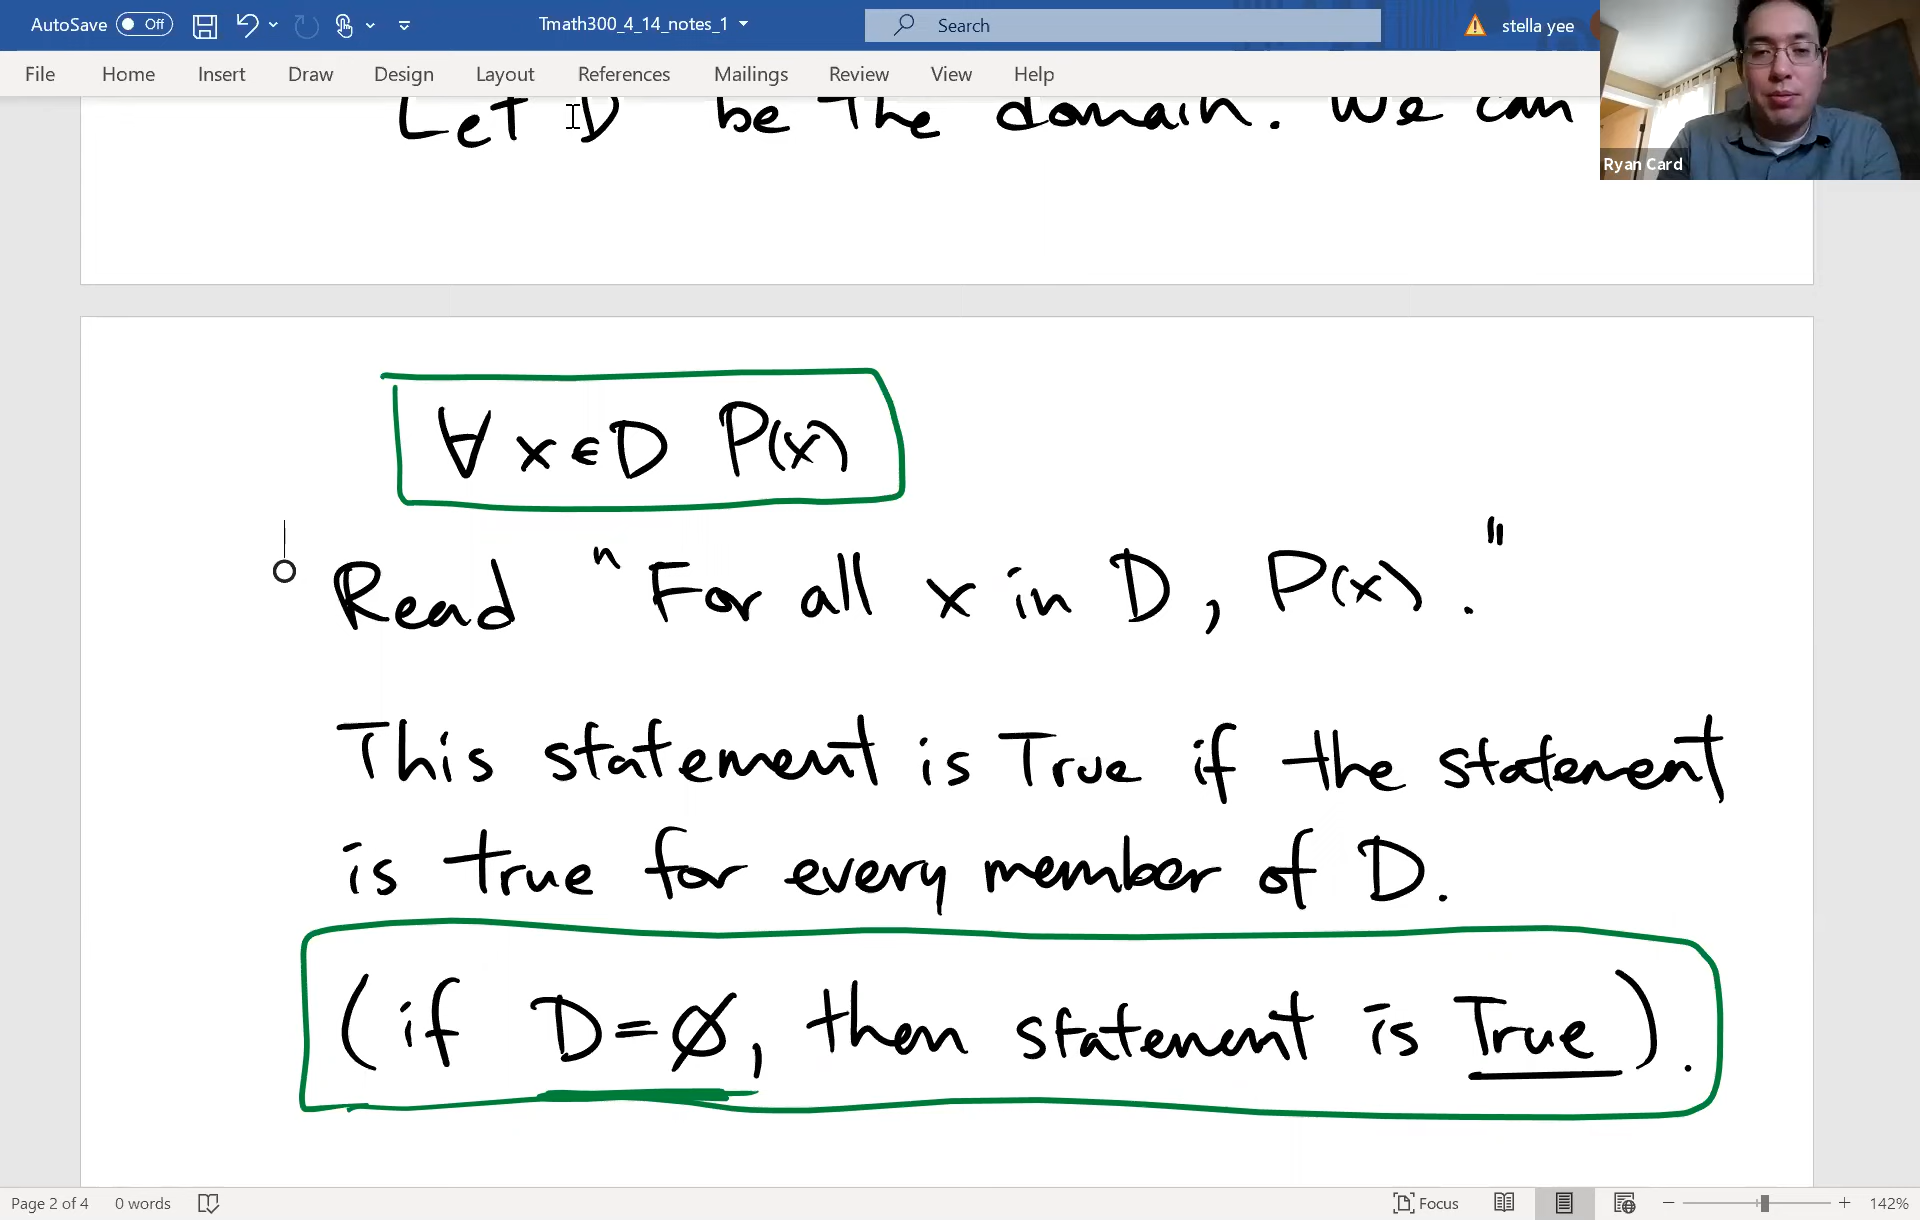 AutoSave Off Tmath300_4_14_notes_1 Search stella yee
File Home Insert Draw Design Layout References Mailings Review View Help
Ryan Card
Let D be the domain. We can
∀ x ∈ D P(x)
Read "For all x in D, P(x)."
This statement is True if the statement
is true for every member of D.
(if D = ∅, then statement is True).
Page 2 of 4 0 words Focus 142%